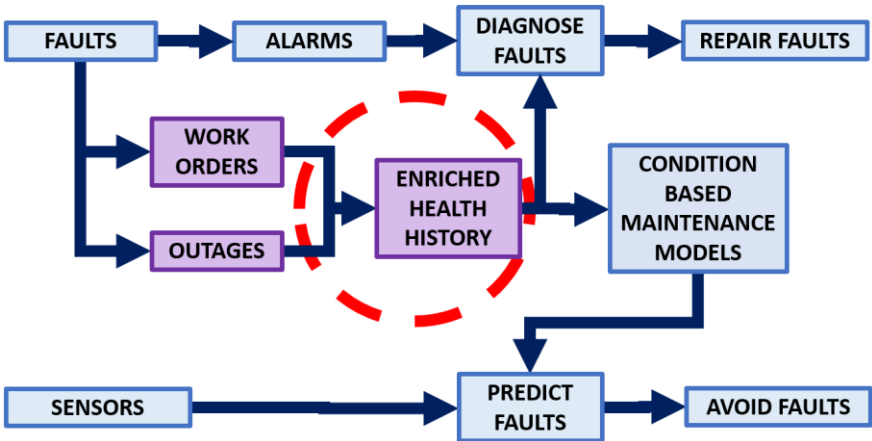 FAULTS
ALARMS
DIAGNOSE
FAULTS
REPAIR FAULTS
WORK
ORDERS
OUTAGES
ENRICHED
HEALTH
HISTORY
CONDITION
BASED
MAINTENANCE
MODELS
SENSORS
PREDICT
FAULTS
AVOID FAULTS